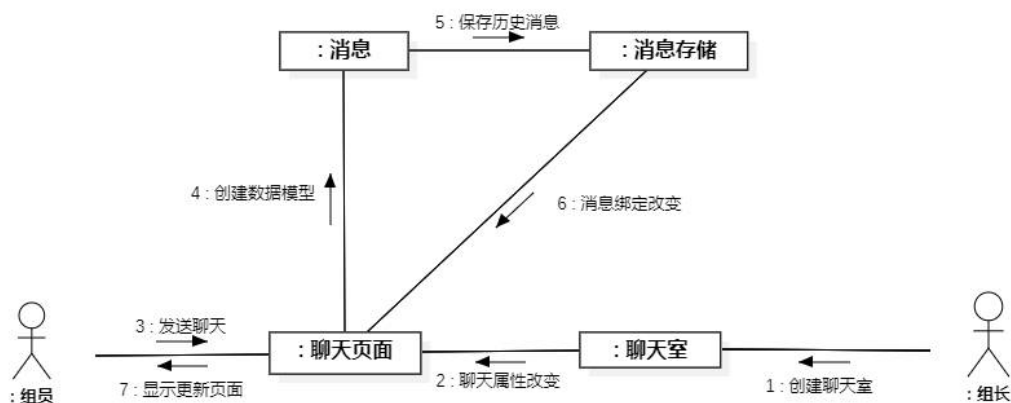 5 : 保存历史消息
: 消息
: 消息存储
4 : 创建数据模型
6 : 消息绑定改变
3 : 发送聊天
: 聊天页面
: 聊天室
7 : 显示更新页面
2 : 聊天属性改变
1 : 创建聊天室
: 组员
: 组长